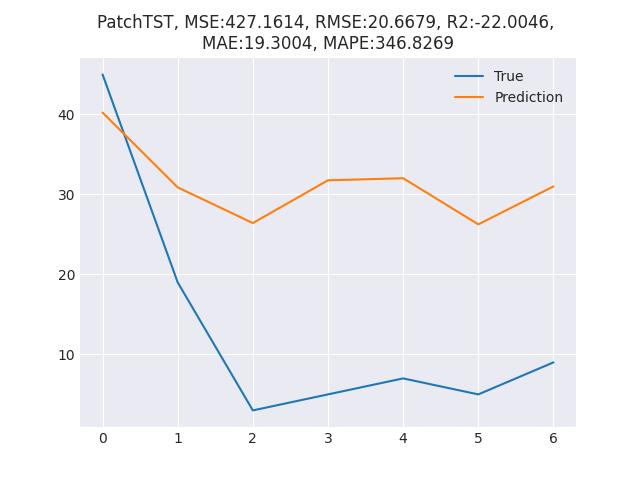 PatchTST, MSE:427.1614, RMSE:20.6679, R2:-22.0046,
MAE:19.3004, MAPE:346.8269
True
Prediction
40
30
20
10
0 1 2 3 4 5 6